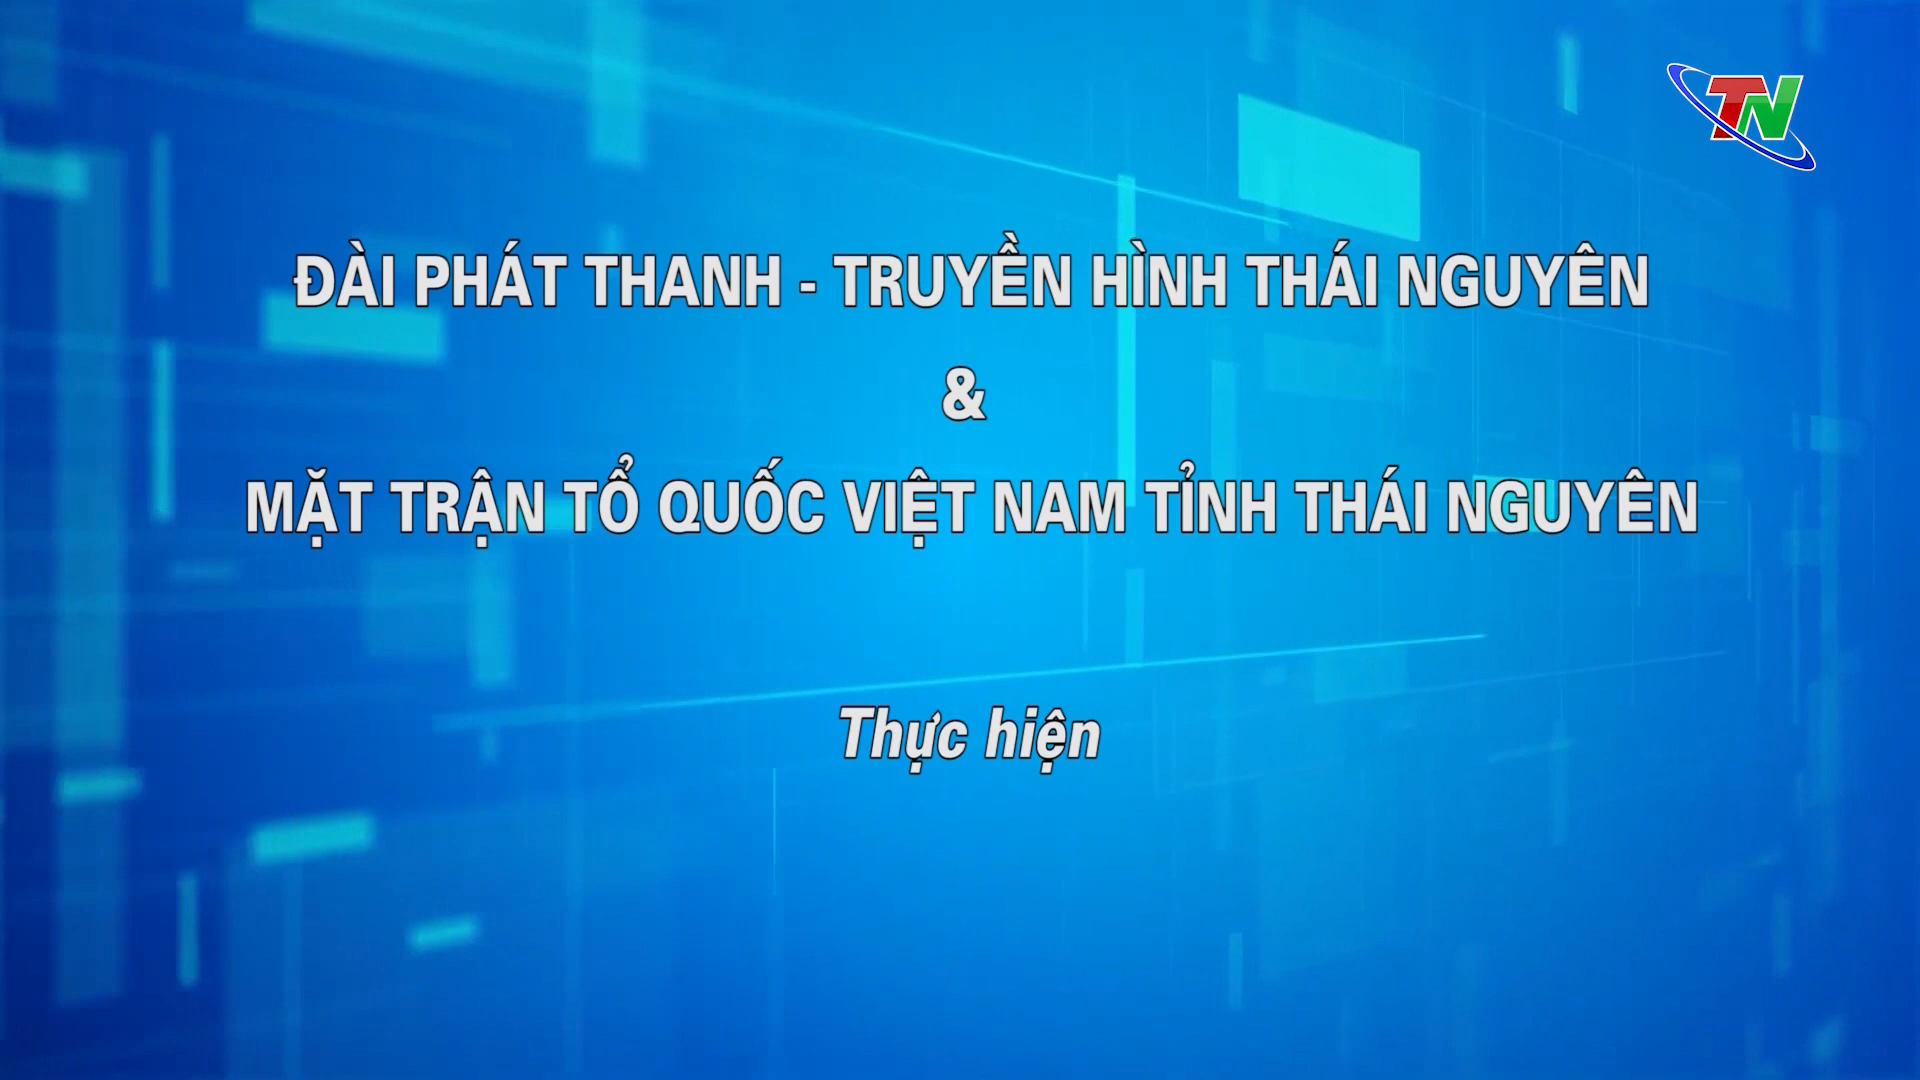 TN
ĐÀI PHÁT THANH - TRUYỀN HÌNH THÁI NGUYÊN
&
MẶT TRẬN TỔ QUỐC VIỆT NAM TỈNH THÁI NGUYÊN
Thực hiện